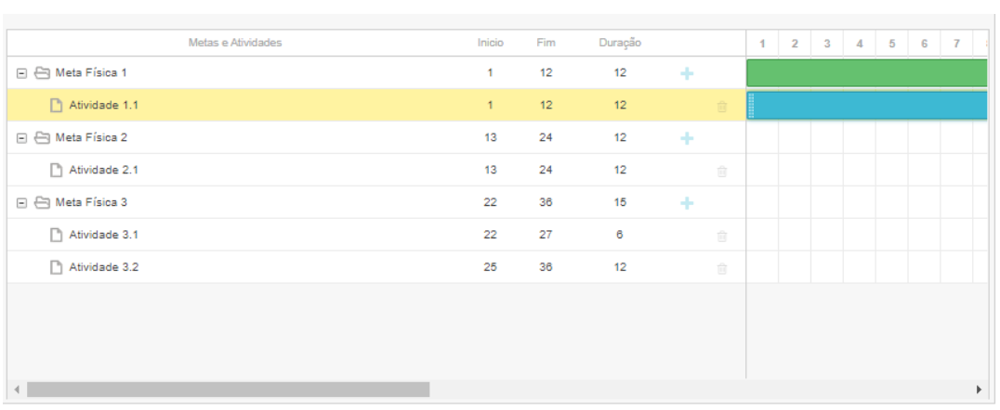 Metas e Atividades Inicio Fim Duração 1 2 3 4 5 6 7
Meta Física 1 1 12 12
Atividade 1.1 1 12 12
Meta Física 2 13 24 12
Atividade 2.1 13 24 12
Meta Física 3 22 36 15
Atividade 3.1 22 27 6
Atividade 3.2 25 36 12